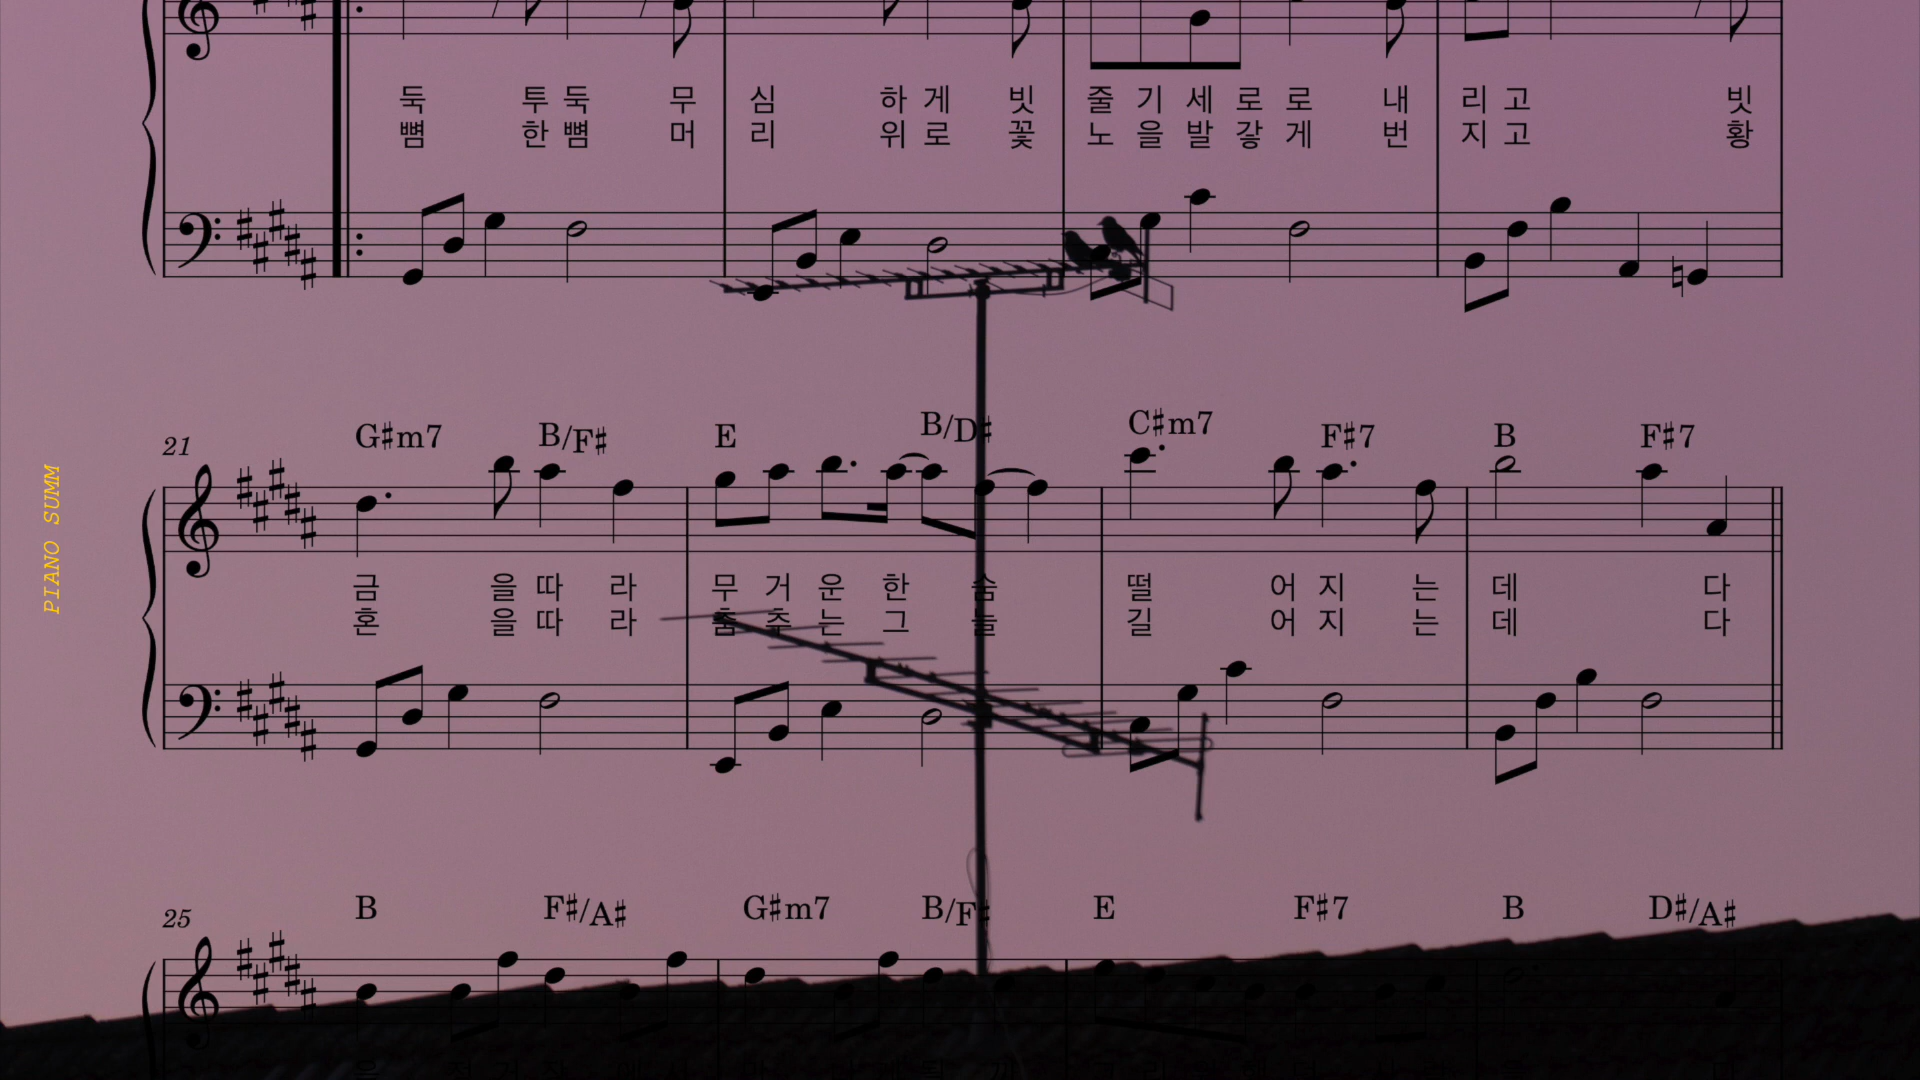 둑 투 둑 무 심 하 게 빗 줄 기 세 로 로 내 리 고 빗
뼘 한 뼘 머 리 위 로 꽃 노 을 발 갛 게 번 지 고 황
21 G♯m7 B/F♯ E B/D♯ C♯m7 F♯7 B F♯7
금 을 따 라 무 거 운 한 숨 떨 어 지 는 데 다
혼 을 따 라 춤 추 는 그 늘 길 어 지 는 데 다
PIANO SUMM
25 B F♯/A♯ G♯m7 B/F♯ E F♯7 B D♯/A♯